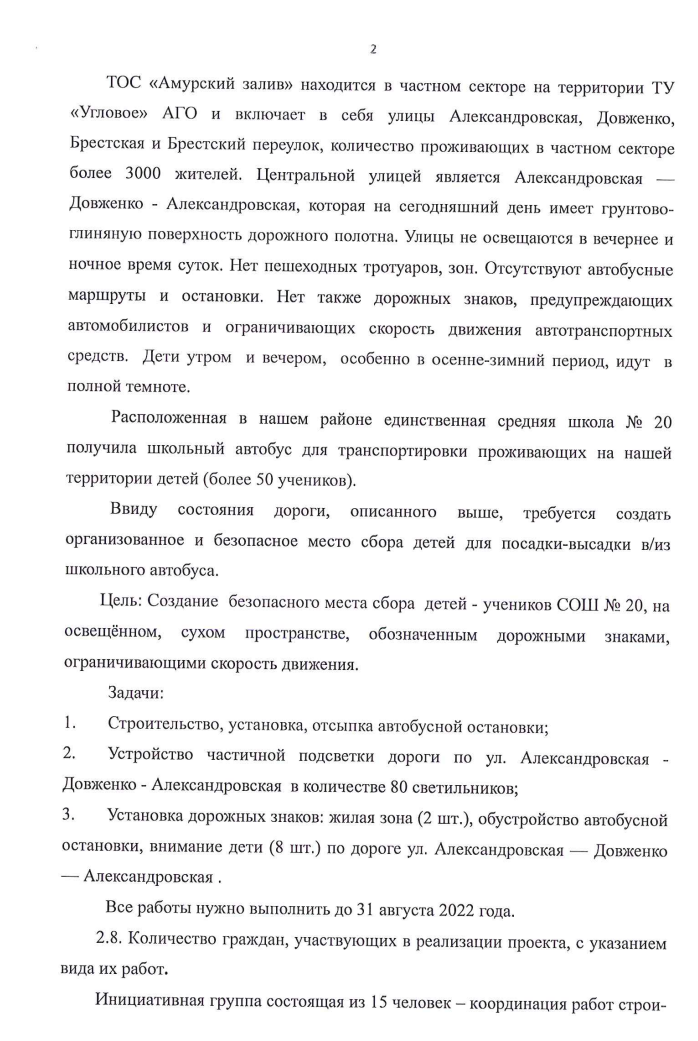 2
ТОС «Амурский залив» находится в частном секторе на территории ТУ
«Угловое» АГО и включает в себя улицы Александровская, Довженко,
Брестская и Брестский переулок, количество проживающих в частном секторе
более 3000 жителей. Центральной улицей является Александровская —
Довженко - Александровская, которая на сегодняшний день имеет грунтово-
глиняную поверхность дорожного полотна. Улицы не освещаются в вечернее и
ночное время суток. Нет пешеходных тротуаров, зон. Отсутствуют автобусные
маршруты и остановки. Нет также дорожных знаков, предупреждающих
автомобилистов и ограничивающих скорость движения автотранспортных
средств. Дети утром и вечером, особенно в осенне-зимний период, идут в
полной темноте.
Расположенная в нашем районе единственная средняя школа № 20
получила школьный автобус для транспортировки проживающих на нашей
территории детей (более 50 учеников).
Ввиду состояния дороги, описанного выше, требуется создать
организованное и безопасное место сбора детей для посадки-высадки в/из
школьного автобуса.
Цель: Создание безопасного места сбора детей - учеников СОШ № 20, на
освещённом, сухом пространстве, обозначенным дорожными знаками,
ограничивающими скорость движения.
Задачи:
1. Строительство, установка, отсыпка автобусной остановки;
2. Устройство частичной подсветки дороги по ул. Александровская -
Довженко - Александровская в количестве 80 светильников;
3. Установка дорожных знаков: жилая зона (2 шт.), обустройство автобусной
остановки, внимание дети (8 шт.) по дороге ул. Александровская — Довженко
— Александровская .
Все работы нужно выполнить до 31 августа 2022 года.
2.8. Количество граждан, участвующих в реализации проекта, с указанием
вида их работ.
Инициативная группа состоящая из 15 человек – координация работ строи-